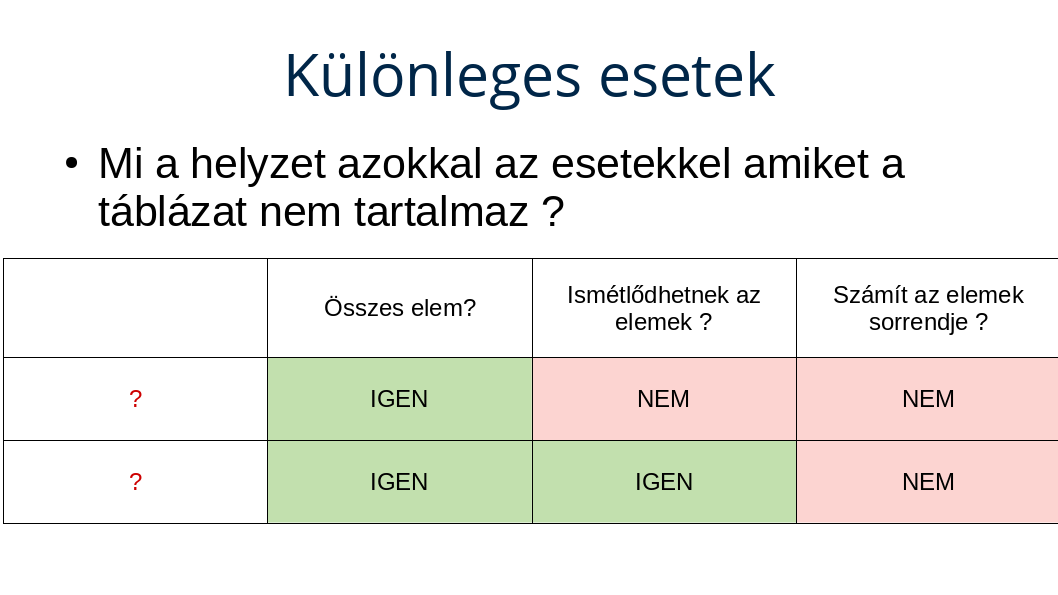 Különleges esetek
• Mi a helyzet azokkal az esetekkel amiket a
táblázat nem tartalmaz ?
Összes elem?
Ismétlődhetnek az
elemek ?
Számít az elemek
sorrendje ?
?
IGEN
NEM
NEM
?
IGEN
IGEN
NEM